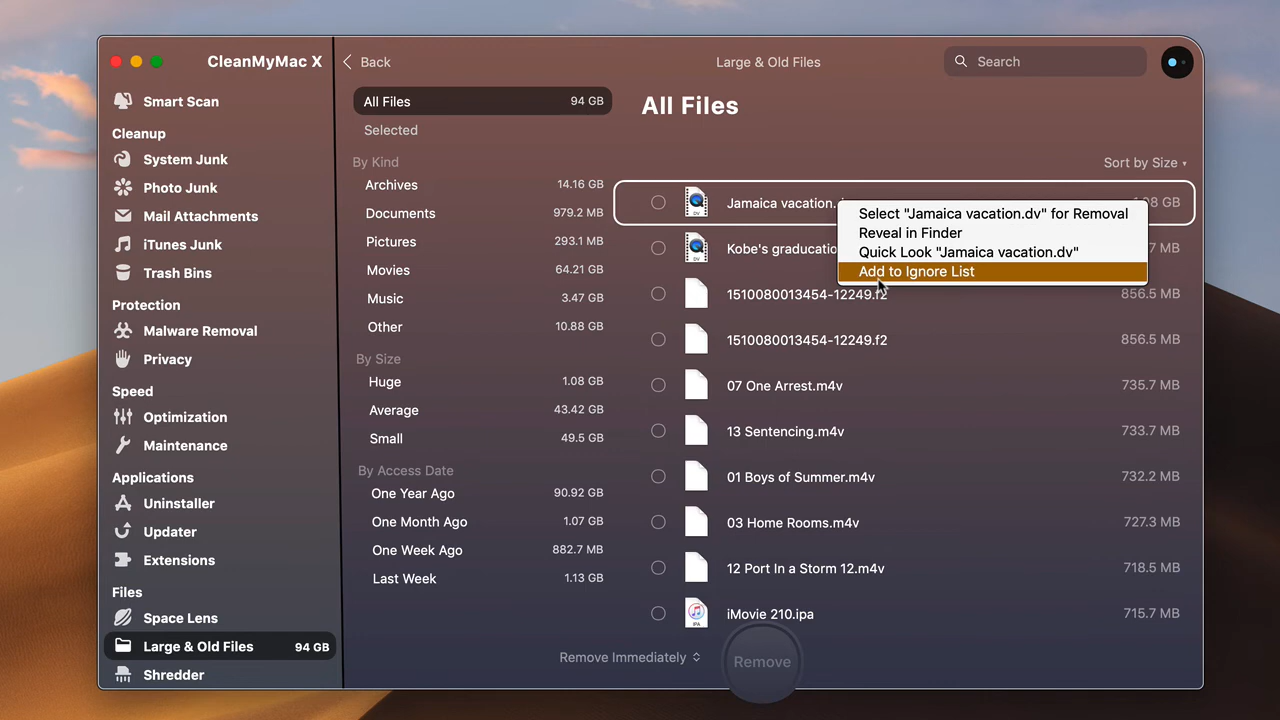 CleanMyMac X
Smart Scan
Cleanup
System Junk
Photo Junk
Mail Attachments
iTunes Junk
Trash Bins
Protection
Malware Removal
Privacy
Speed
Optimization
Maintenance
Applications
Uninstaller
Updater
Extensions
Files
Space Lens
Large & Old Files 94 GB
Shredder
Back
Large & Old Files
Search
All Files 94 GB
Selected
By Kind
Archives 14.16 GB
Documents 979.2 MB
Pictures 293.1 MB
Movies 64.21 GB
Music 3.47 GB
Other 10.88 GB
By Size
Huge 1.08 GB
Average 43.42 GB
Small 49.5 GB
By Access Date
One Year Ago 90.92 GB
One Month Ago 1.07 GB
One Week Ago 882.7 MB
Last Week 1.13 GB
All Files
Sort by Size
Jamaica vacation.
Select "Jamaica vacation.dv" for Removal
Reveal in Finder
Quick Look "Jamaica vacation.dv"
Add to Ignore List
Kobe's graducatio
1510080013454-12249.f2 856.5 MB
1510080013454-12249.f2 856.5 MB
07 One Arrest.m4v 735.7 MB
13 Sentencing.m4v 733.7 MB
01 Boys of Summer.m4v 732.2 MB
03 Home Rooms.m4v 727.3 MB
12 Port In a Storm 12.m4v 718.5 MB
iMovie 210.ipa 715.7 MB
Remove Immediately
Remove